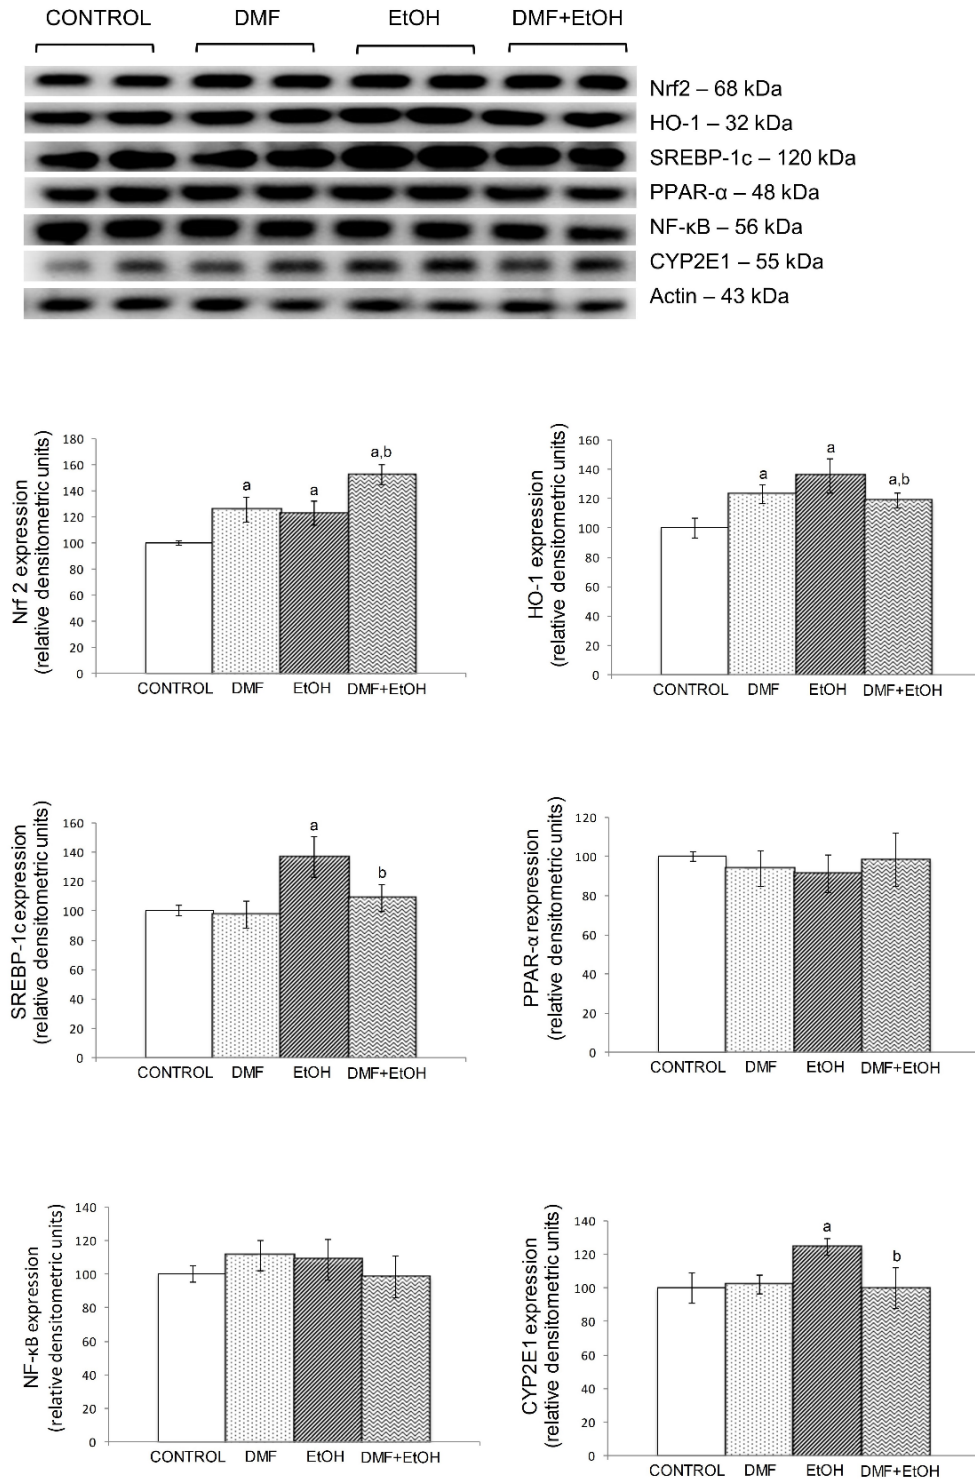 CONTROL DMF EtOH DMF+EtOH
Nrf2 – 68 kDa
HO-1 – 32 kDa
SREBP-1c – 120 kDa
PPAR-α – 48 kDa
NF-κB – 56 kDa
CYP2E1 – 55 kDa
Actin – 43 kDa
Nrf 2 expression
(relative densitometric units)
180
160
140
120
100
80
60
40
20
0
a
a
a,b
CONTROL DMF EtOH DMF+EtOH
HO-1 expression
(relative densitometric units)
160
140
120
100
80
60
40
20
0
a
a
a,b
CONTROL DMF EtOH DMF+EtOH
SREBP-1c expression
(relative densitometric units)
160
140
120
100
80
60
40
20
0
a
b
CONTROL DMF EtOH DMF+EtOH
PPAR-α rexpression
(relative densitometric units)
120
100
80
60
40
20
0
CONTROL DMF EtOH DMF+EtOH
NF-κB expression
(relative densitometric units)
140
120
100
80
60
40
20
0
CONTROL DMF EtOH DMF+EtOH
CYP2E1 expression
(relative densitometric units)
140
120
100
80
60
40
20
0
a
b
CONTROL DMF EtOH DMF+EtOH